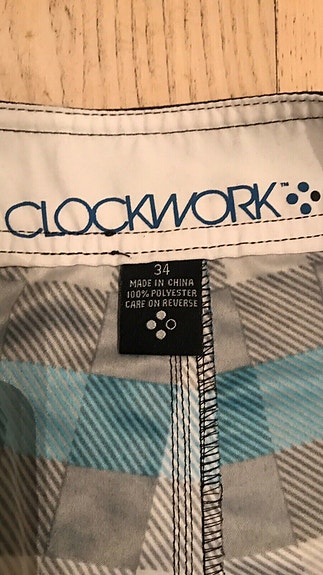 CLOCKWORK™
34
MADE IN CHINA
100% POLYESTER
CARE ON REVERSE